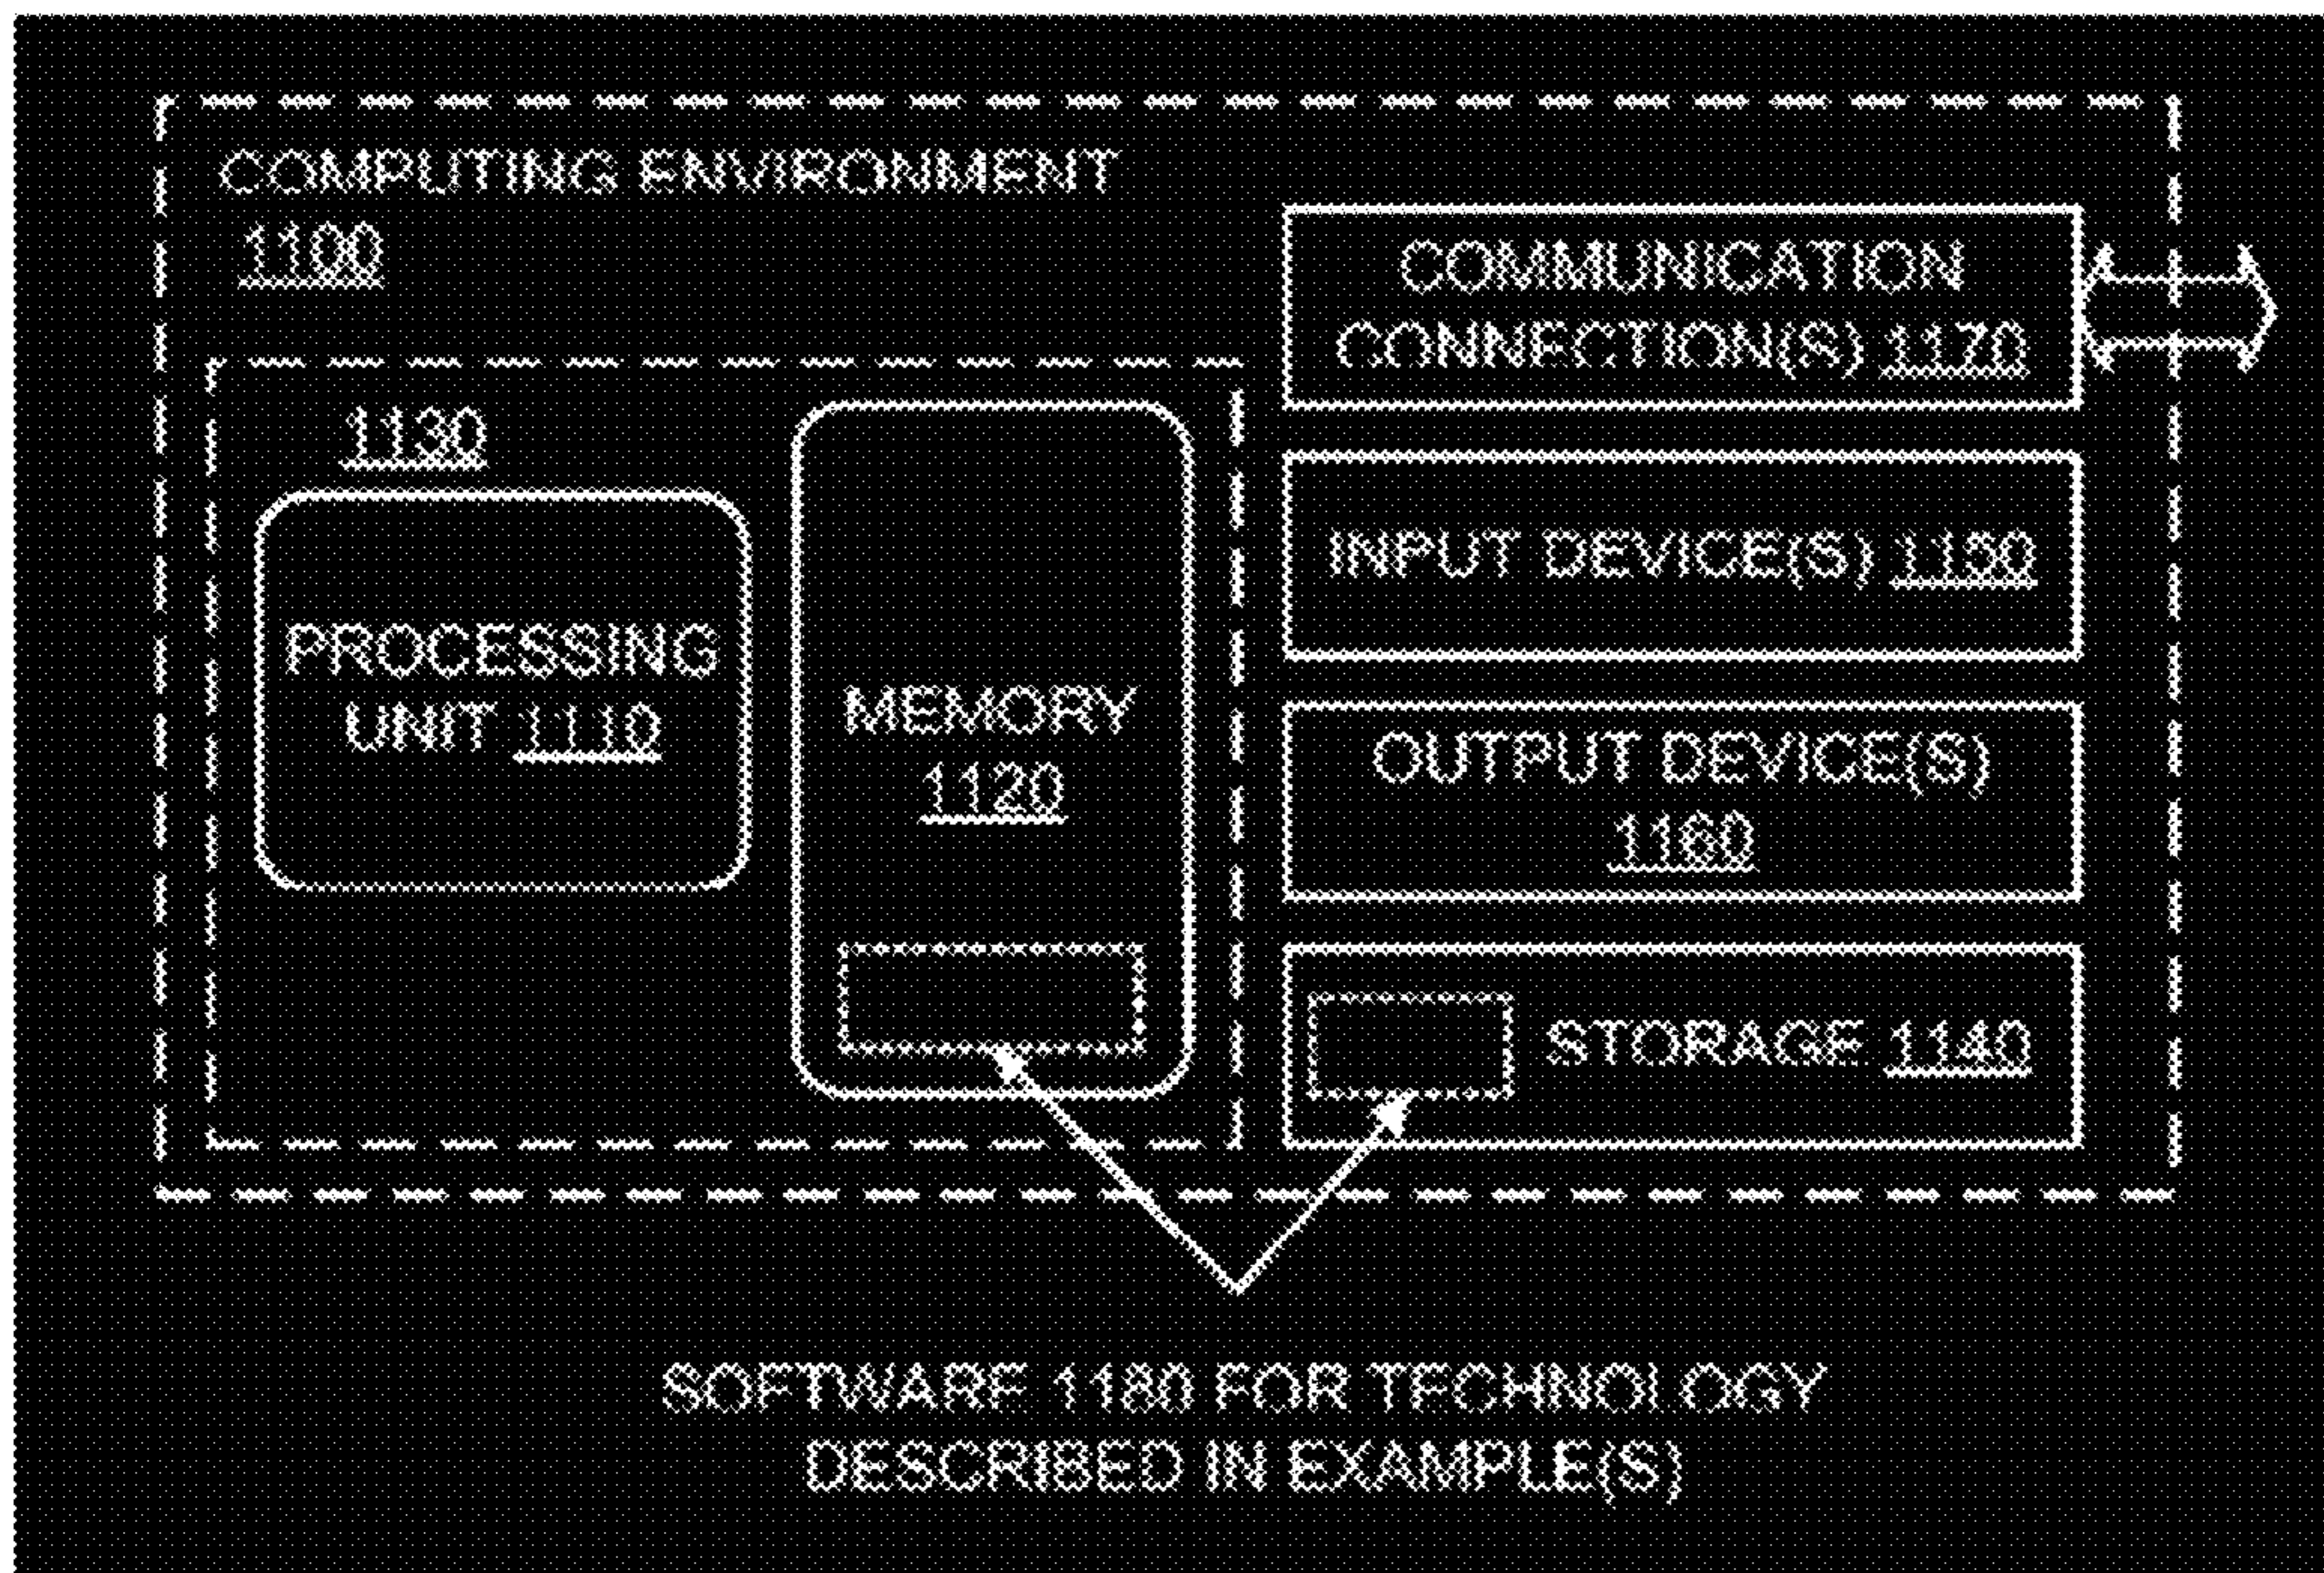 COMPUTING ENVIRONMENT
1100
COMMUNICATION
CONNECTION(S) 1170
1130
INPUT DEVICE(S) 1150
PROCESSING
UNIT 1110
MEMORY
1120
OUTPUT DEVICE(S)
1160
STORAGE 1140
SOFTWARE 1180 FOR TECHNOLOGY
DESCRIBED IN EXAMPLE(S)